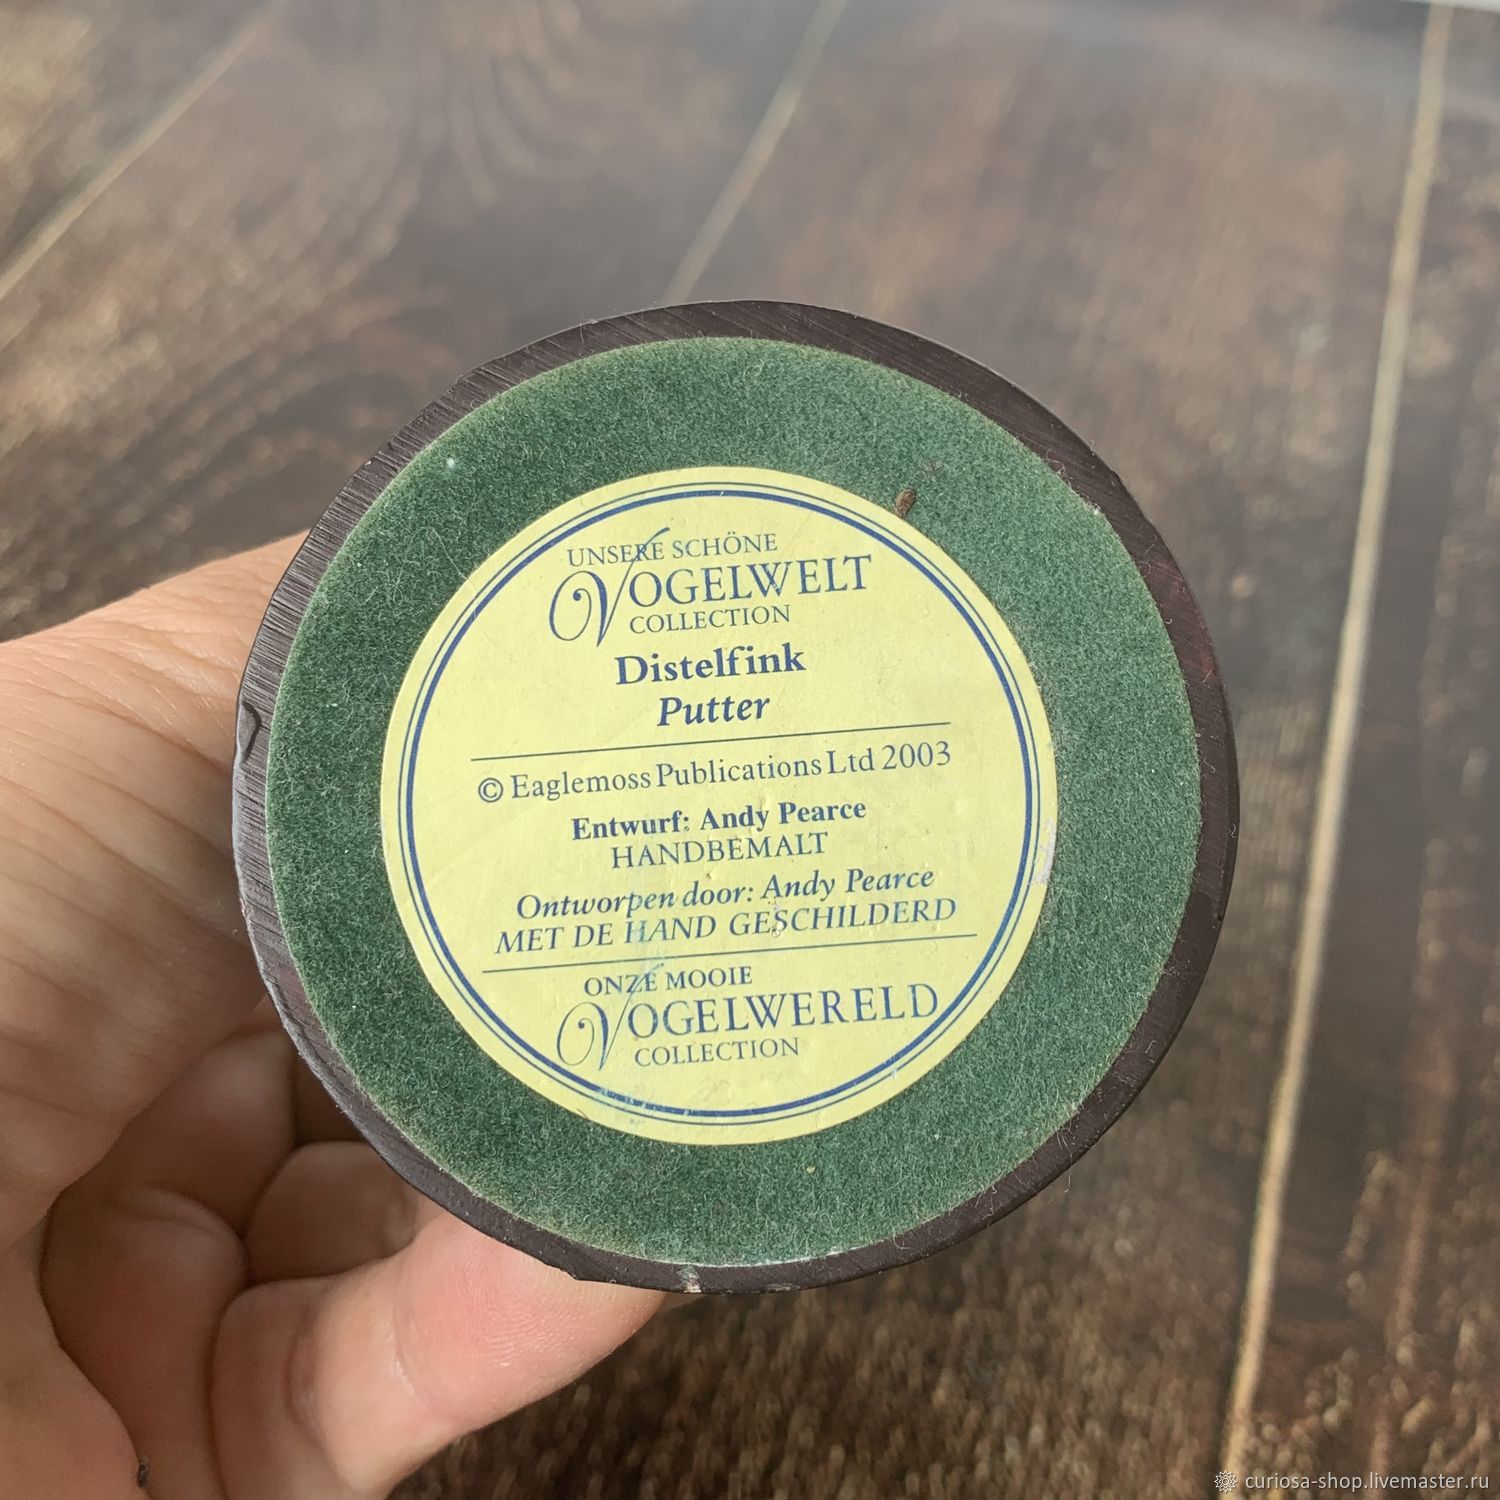 UNSERE SCHÖNE
VOGELWELT
COLLECTION
Distelfink
Putter
© Eaglemoss Publications Ltd 2003
Entwurf: Andy Pearce
HANDBEMALT
Ontworpen door: Andy Pearce
MET DE HAND GESCHILDERD
ONZE MOOIE
VOGELWERELD
COLLECTION
curiosa-shop.livemaster.ru